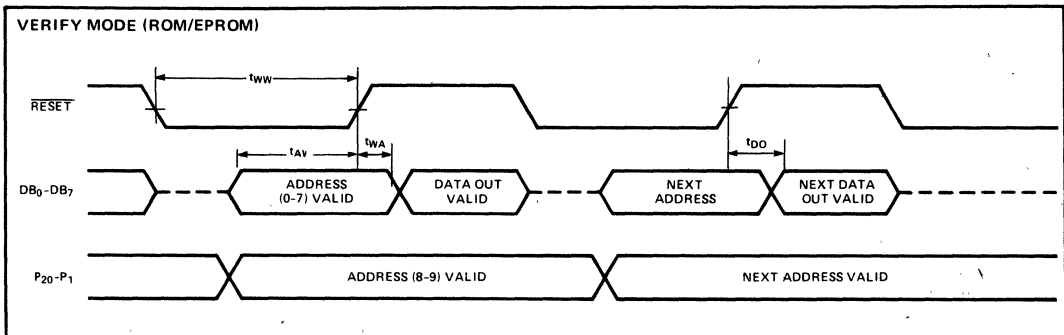 VERIFY MODE (ROM/EPROM)
tWW
RESET
tAV
tWA
tDO
DB0-DB7
ADDRESS
(0-7) VALID
DATA OUT
VALID
NEXT
ADDRESS
NEXT DATA
OUT VALID
P20-P1
ADDRESS (8-9) VALID
NEXT ADDRESS VALID